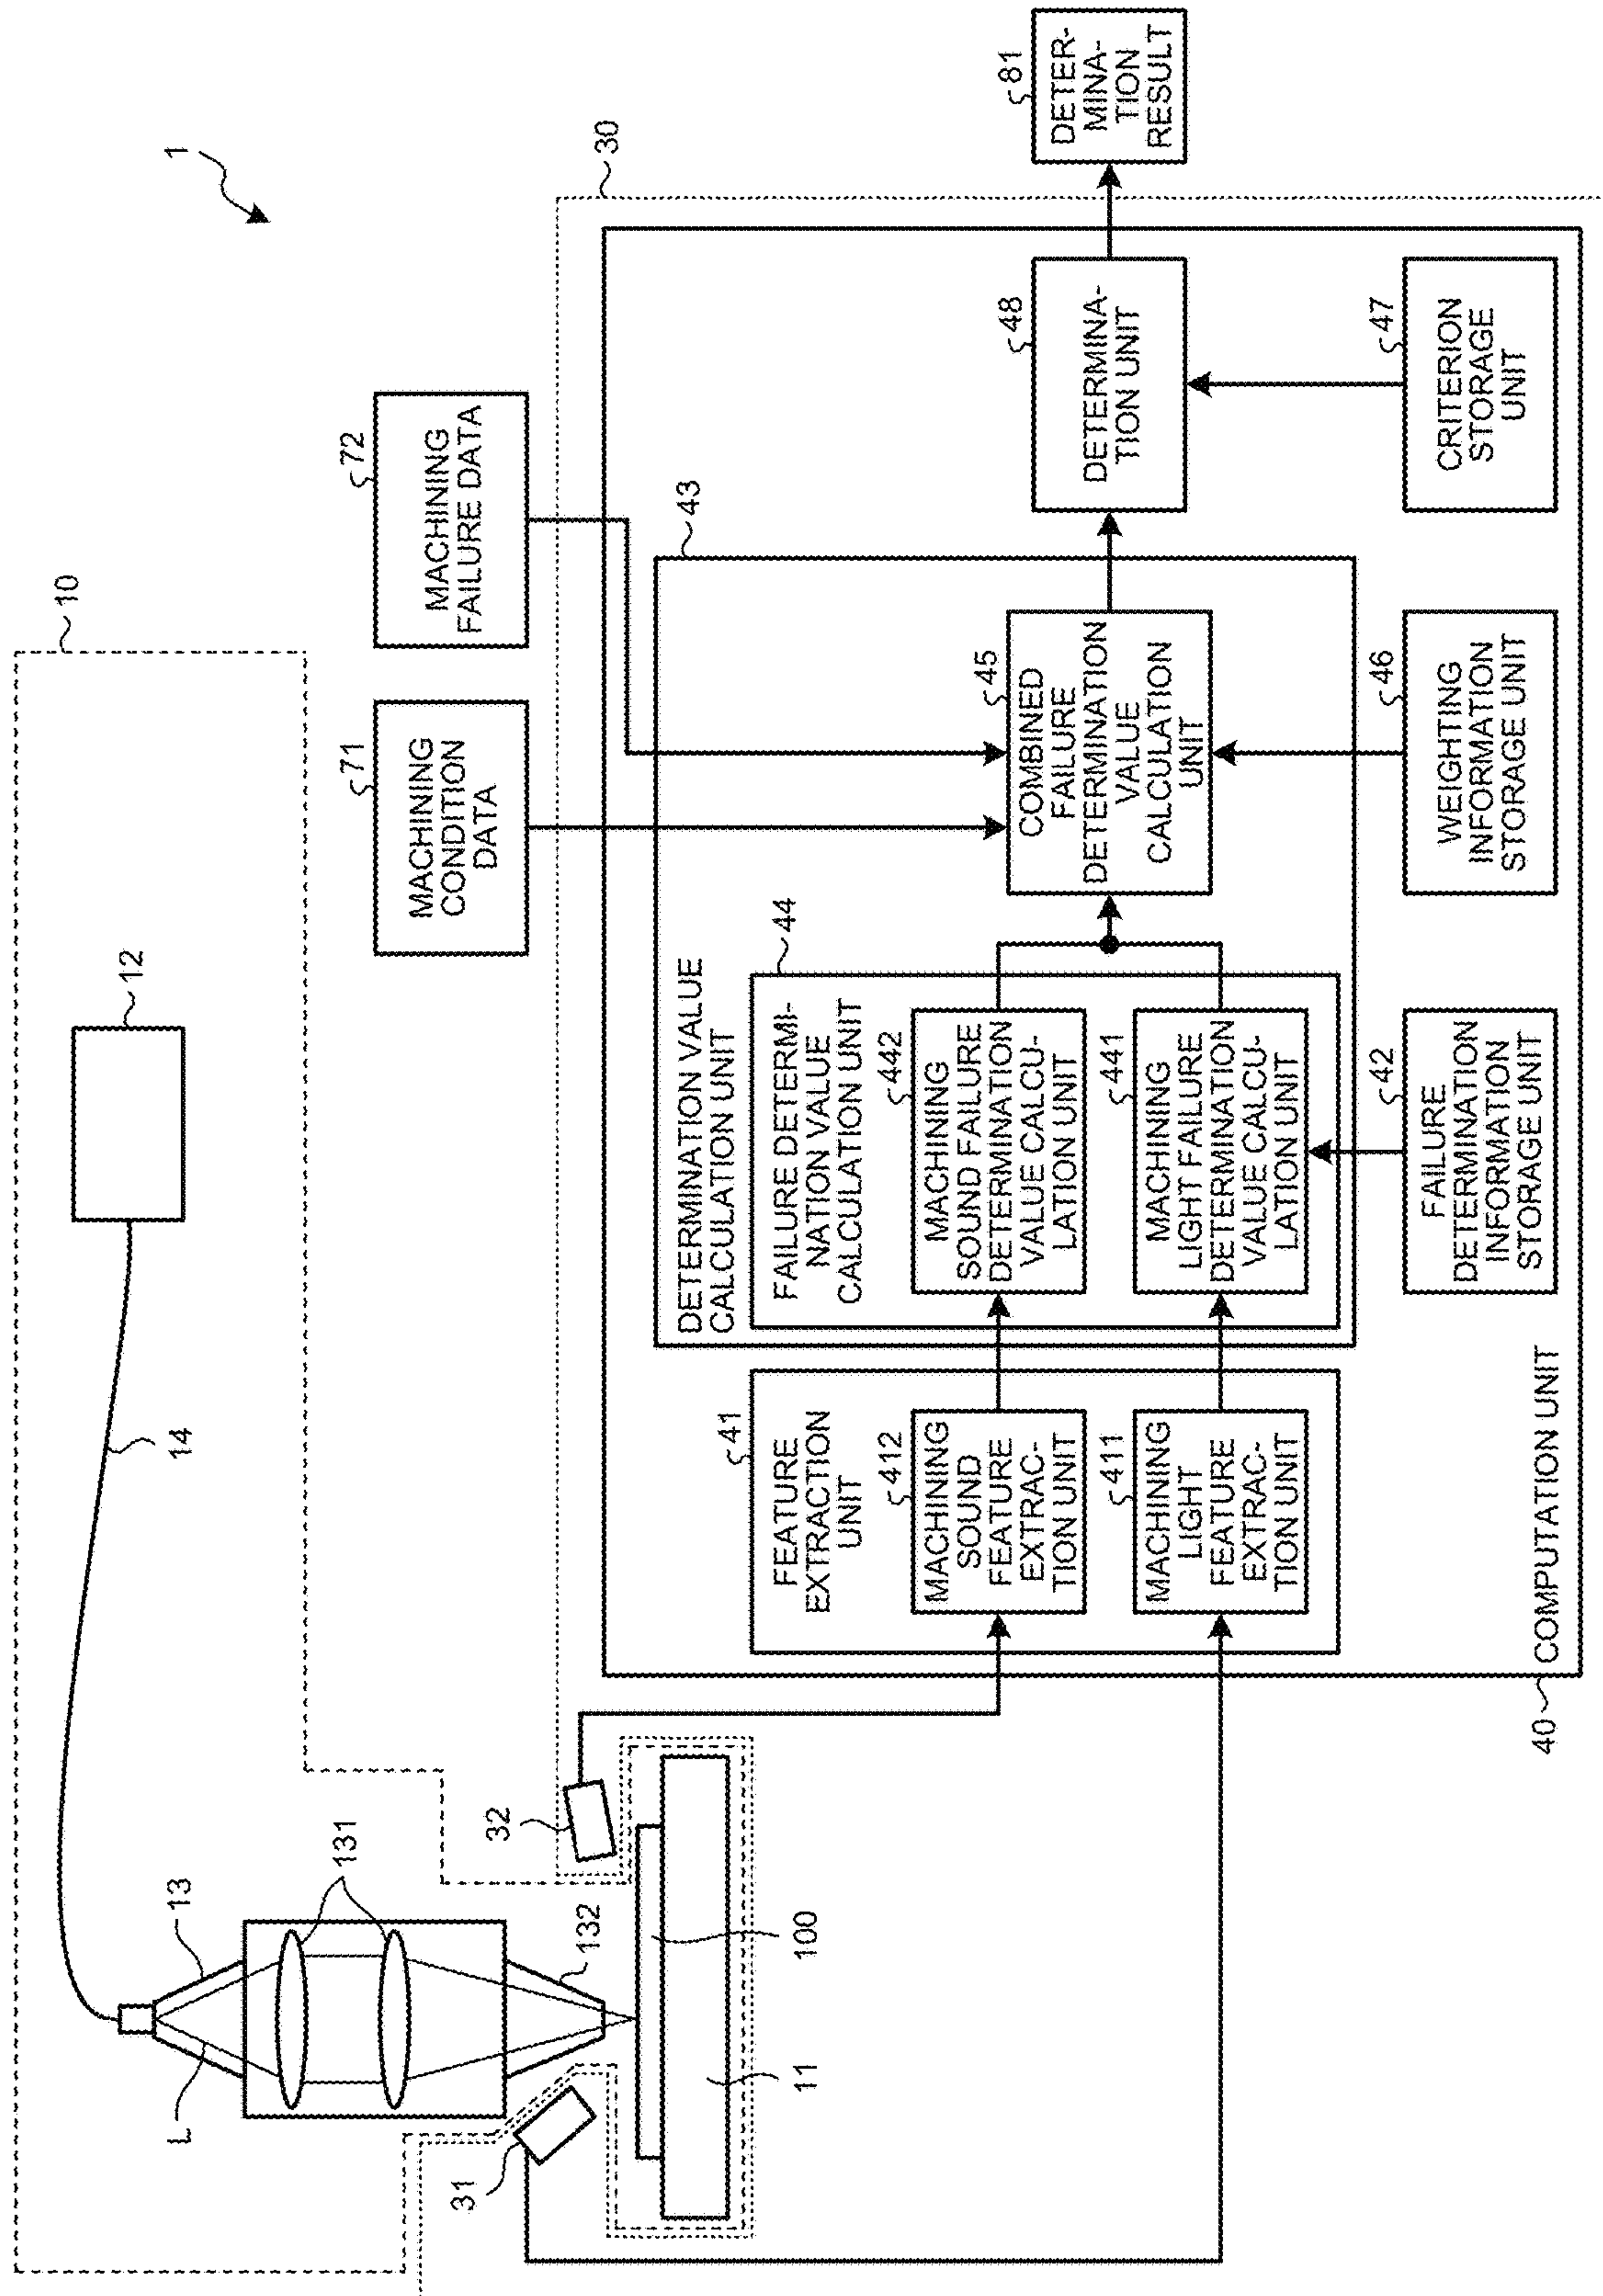 1
10
12
14
13
L
131
132
31
32
100
11
30
MACHINING
CONDITION
DATA
71
MACHINING
FAILURE DATA
72
43
DETERMINATION VALUE
CALCULATION UNIT
44
FAILURE DETERMI-
NATION VALUE
CALCULATION UNIT
41
FEATURE
EXTRACTION
UNIT
412
MACHINING
SOUND
FEATURE
EXTRAC-
TION UNIT
411
MACHINING
LIGHT
FEATURE
EXTRAC-
TION UNIT
442
MACHINING
SOUND FAILURE
DETERMINATION
VALUE CALCU-
LATION UNIT
441
MACHINING
LIGHT FAILURE
DETERMINATION
VALUE CALCU-
LATION UNIT
45
COMBINED
FAILURE
DETERMINATION
VALUE
CALCULATION
UNIT
48
DETERMINA-
TION UNIT
81
DETER-
MINA-
TION
RESULT
42
FAILURE
DETERMINATION
INFORMATION
STORAGE UNIT
46
WEIGHTING
INFORMATION
STORAGE UNIT
47
CRITERION
STORAGE
UNIT
40
COMPUTATION UNIT